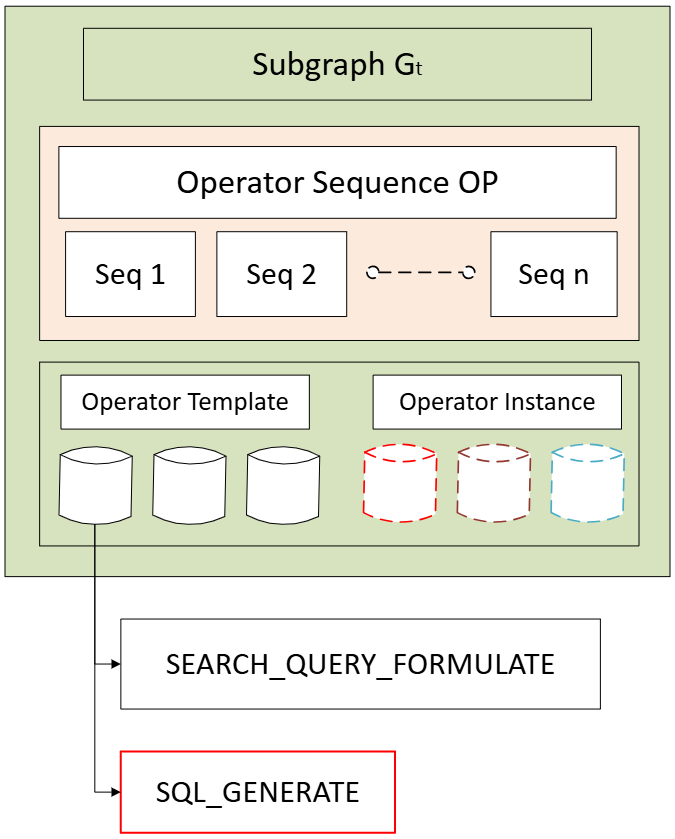 Subgraph Gt
Operator Sequence OP
Seq 1
Seq 2
Seq n
Operator Template
Operator Instance
SEARCH_QUERY_FORMULATE
SQL_GENERATE